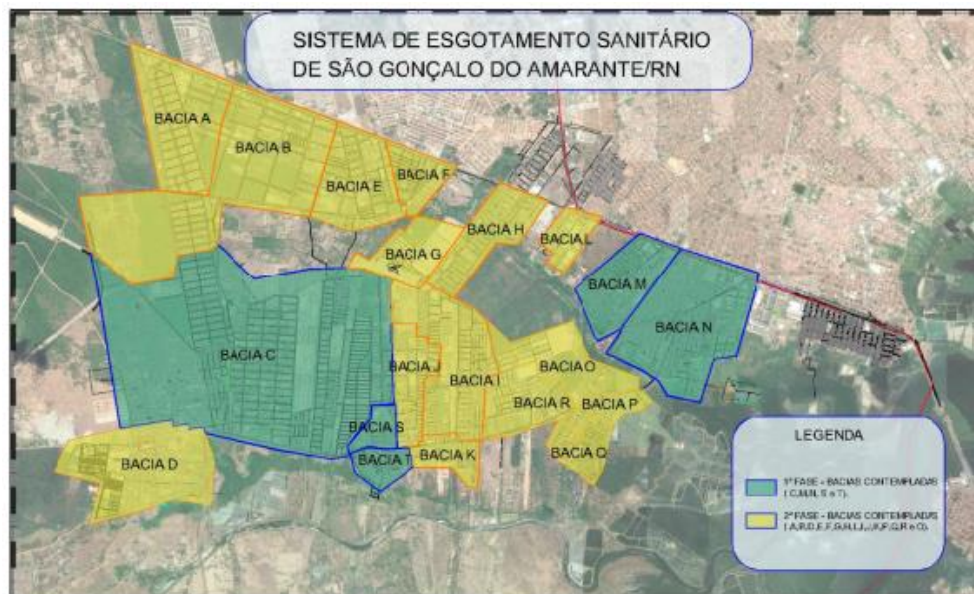 SISTEMA DE ESGOTAMENTO SANITÁRIO
DE SÃO GONÇALO DO AMARANTE/RN
BACIA A
BACIA B
BACIA E
BACIA F
BACIA H
BACIA L
BACIA G
BACIA M
BACIA N
BACIA C
BACIA J
BACIA I
BACIA O
BACIA R
BACIA P
BACIA S
BACIA T
BACIA K
BACIA Q
BACIA D
LEGENDA
1ª FASE - BACIAS CONTEMPLADAS
( C,M,N, S e T).
2ª FASE - BACIAS CONTEMPLADAS